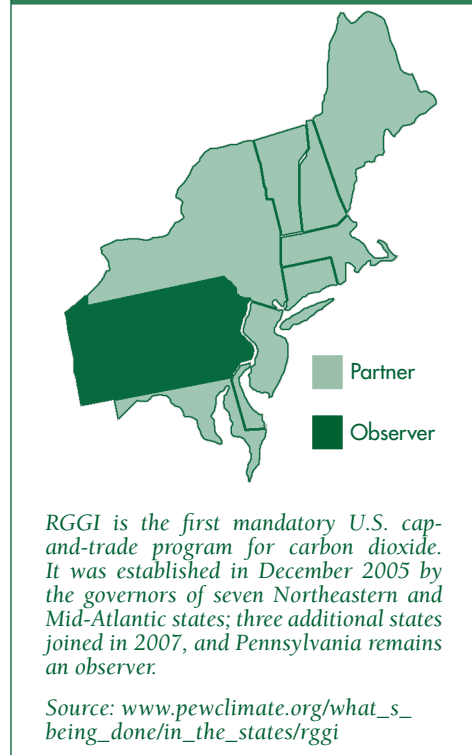 Partner
Observer
RGGI is the first mandatory U.S. cap-
and-trade program for carbon dioxide.
It was established in December 2005 by
the governors of seven Northeastern and
Mid-Atlantic states; three additional states
joined in 2007, and Pennsylvania remains
an observer.
Source: www.pewclimate.org/what_s_
being_done/in_the_states/rggi